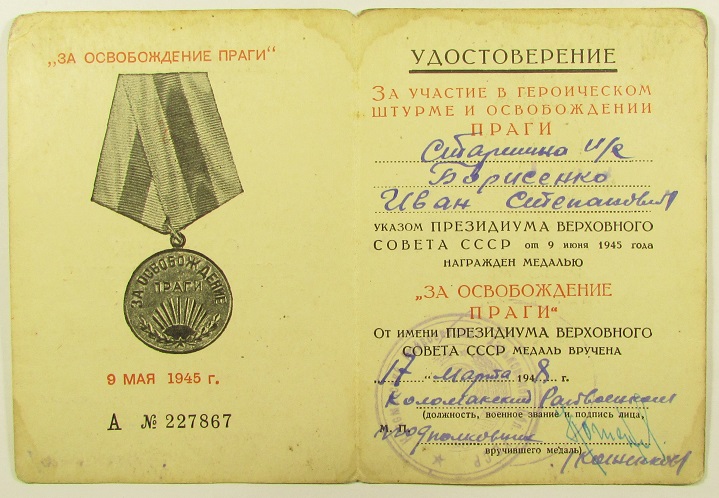 „ЗА ОСВОБОЖДЕНИЕ ПРАГИ"
ЗА ОСВОБОЖДЕНИЕ
ПРАГИ
9 МАЯ 1945 г.
А № 227867
УДОСТОВЕРЕНИЕ
ЗА УЧАСТИЕ В ГЕРОИЧЕСКОМ
ШТУРМЕ И ОСВОБОЖДЕНИИ
ПРАГИ
Старшина
Борисенко
Иван Степанович
УКАЗОМ ПРЕЗИДИУМА ВЕРХОВНОГО
СОВЕТА СССР от 9 июня 1945 года
НАГРАЖДЕН МЕДАЛЬЮ
„ЗА ОСВОБОЖДЕНИЕ
ПРАГИ"
От имени ПРЕЗИДИУМА ВЕРХОВНОГО
СОВЕТА СССР МЕДАЛЬ ВРУЧЕНА
„17" марта 1948 г.
(должность, военное звание и подпись лица,
М. П. подполковник
вручившего медаль)